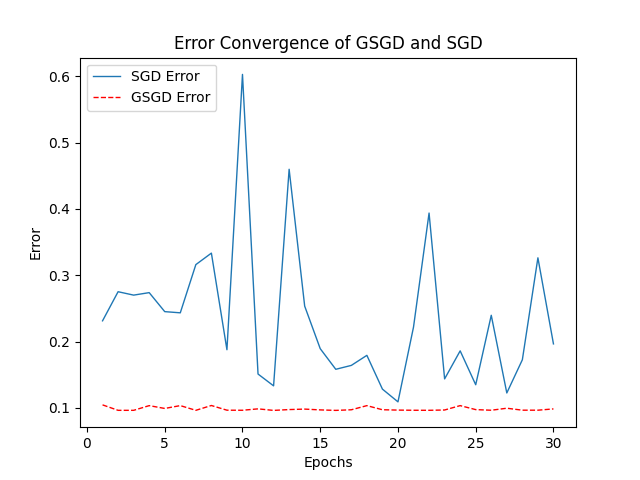 Error Convergence of GSGD and SGD
SGD Error
GSGD Error
0.6
0.5
0.4
0.3
0.2
0.1
Error
0 5 10 15 20 25 30
Epochs